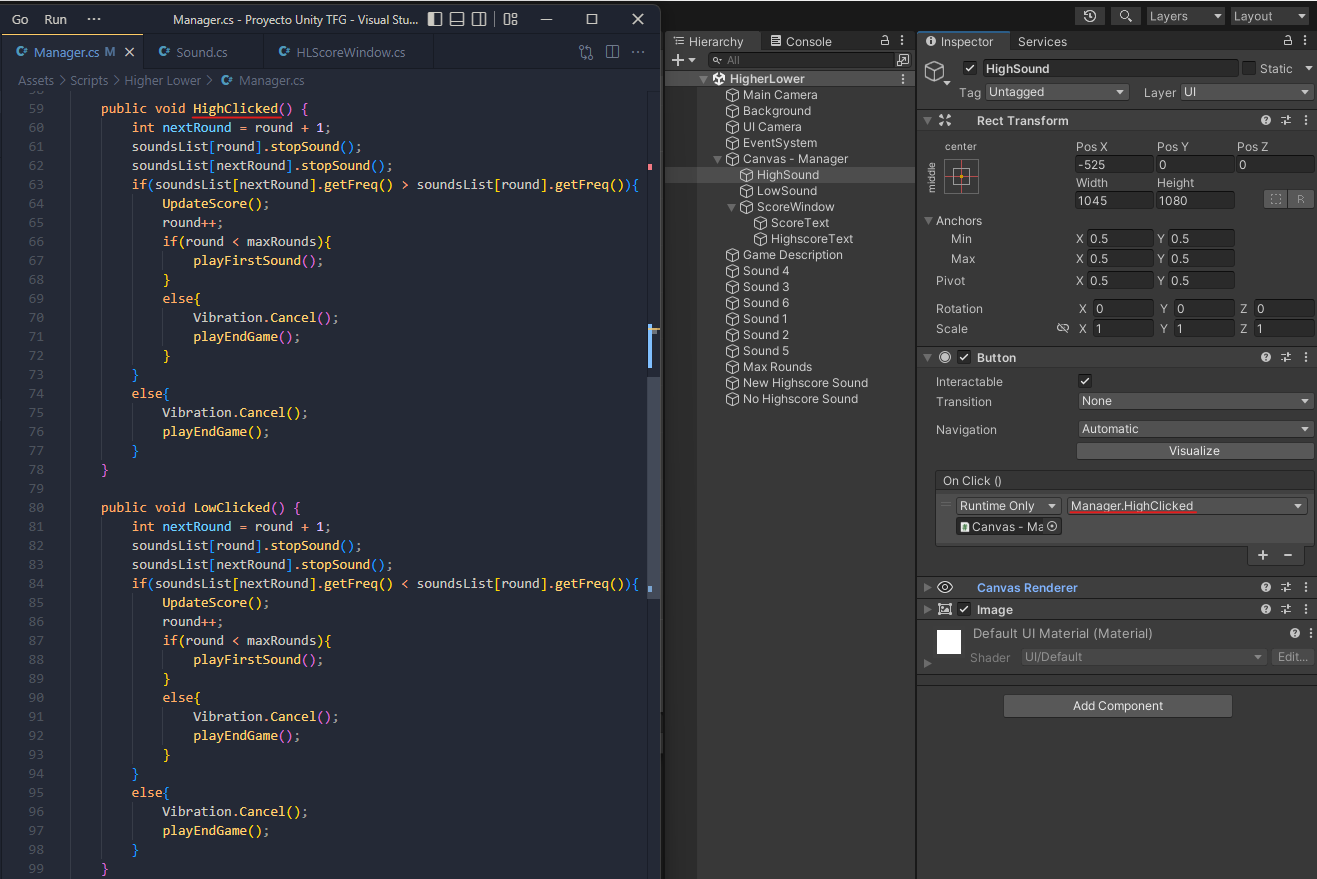 Go Run ··· Manager.cs - Proyecto Unity TFG - Visual Stu...
Manager.cs M Sound.cs HLScoreWindow.cs
Assets > Scripts > Higher Lower > Manager.cs
59 public void HighClicked() {
60 int nextRound = round + 1;
61 soundsList[round].stopSound();
62 soundsList[nextRound].stopSound();
63 if(soundsList[nextRound].getFreq() > soundsList[round].getFreq()){
64 UpdateScore();
65 round++;
66 if(round < maxRounds){
67 playFirstSound();
68 }
69 else{
70 Vibration.Cancel();
71 playEndGame();
72 }
73 }
74 else{
75 Vibration.Cancel();
76 playEndGame();
77 }
78 }
79
80 public void LowClicked() {
81 int nextRound = round + 1;
82 soundsList[round].stopSound();
83 soundsList[nextRound].stopSound();
84 if(soundsList[nextRound].getFreq() < soundsList[round].getFreq()){
85 UpdateScore();
86 round++;
87 if(round < maxRounds){
88 playFirstSound();
89 }
90 else{
91 Vibration.Cancel();
92 playEndGame();
93 }
94 }
95 else{
96 Vibration.Cancel();
97 playEndGame();
98 }
99 }
Layers Layout
Hierarchy Console
All
HigherLower
Main Camera
Background
UI Camera
EventSystem
Canvas - Manager
HighSound
LowSound
ScoreWindow
ScoreText
HighscoreText
Game Description
Sound 4
Sound 3
Sound 6
Sound 1
Sound 2
Sound 5
Max Rounds
New Highscore Sound
No Highscore Sound
Inspector Services
HighSound Static
Tag Untagged Layer UI
Rect Transform
center Pos X Pos Y Pos Z
middle -525 0 0
Width Height
1045 1080 R
Anchors
Min X 0.5 Y 0.5
Max X 0.5 Y 0.5
Pivot X 0.5 Y 0.5
Rotation X 0 Y 0 Z 0
Scale X 1 Y 1 Z 1
Button
Interactable
Transition None
Navigation Automatic
Visualize
On Click ()
Runtime Only Manager.HighClicked
Canvas - Ma
+ −
Canvas Renderer
Image
Default UI Material (Material)
Shader UI/Default Edit...
Add Component